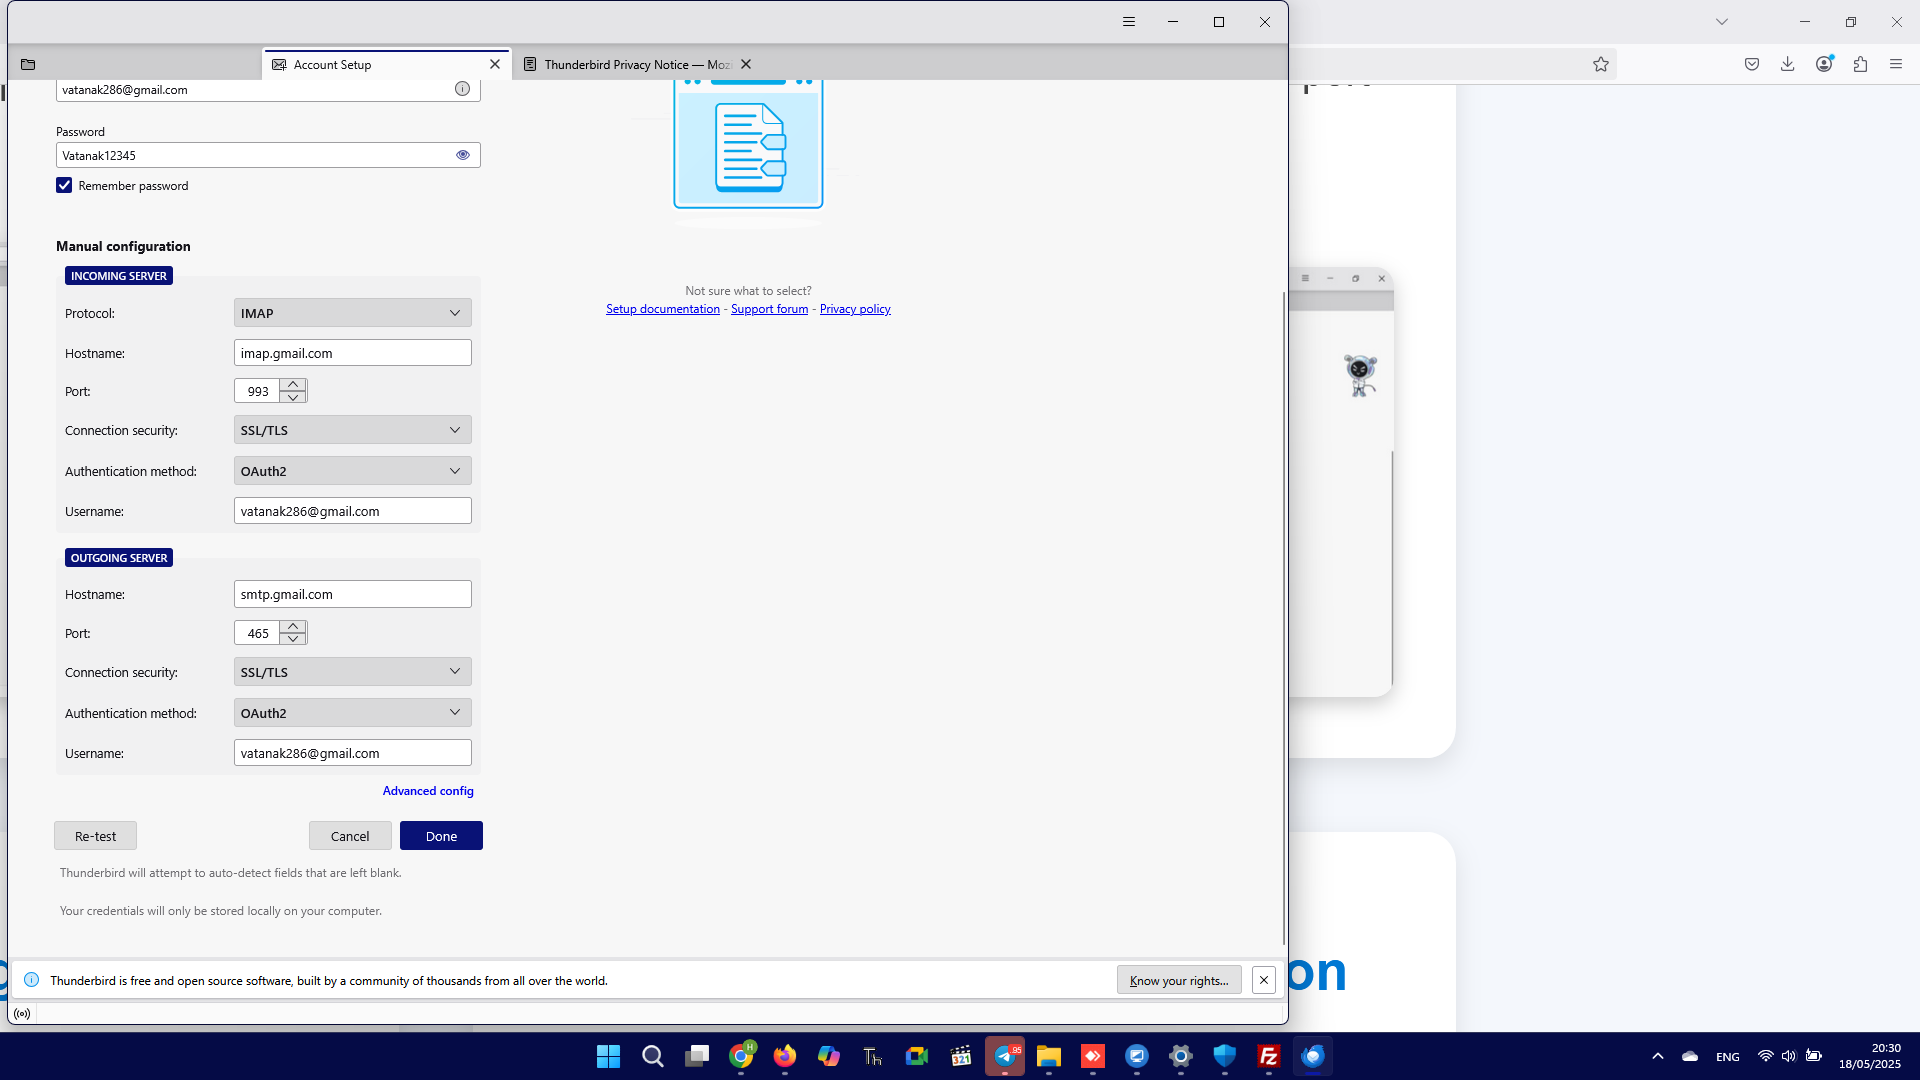 Account Setup
Thunderbird Privacy Notice — Moz
vatanak286@gmail.com
Password
Vatanak12345
Remember password
Manual configuration
INCOMING SERVER
Protocol:
IMAP
Hostname:
imap.gmail.com
Port:
993
Connection security:
SSL/TLS
Authentication method:
OAuth2
Username:
vatanak286@gmail.com
OUTGOING SERVER
Hostname:
smtp.gmail.com
Port:
465
Connection security:
SSL/TLS
Authentication method:
OAuth2
Username:
vatanak286@gmail.com
Advanced config
Re-test
Cancel
Done
Thunderbird will attempt to auto-detect fields that are left blank.
Your credentials will only be stored locally on your computer.
Not sure what to select?
Setup documentation - Support forum - Privacy policy
on
Thunderbird is free and open source software, built by a community of thousands from all over the world.
Know your rights...
H
Th
321
95
Fz
ENG
20:30
18/05/2025